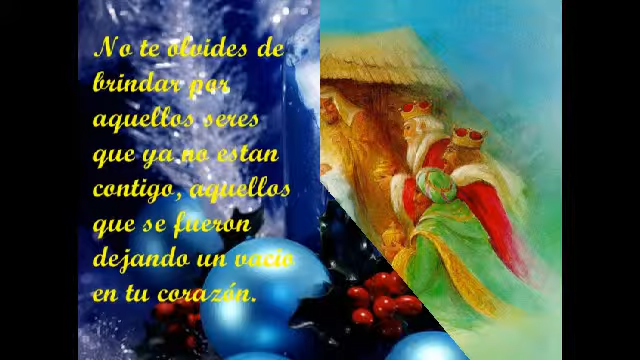 No te olvides de
brindar por
aquellos seres
que ya no estan
contigo, aquellos
que se fueron
dejando un vacio
en tu corazón.